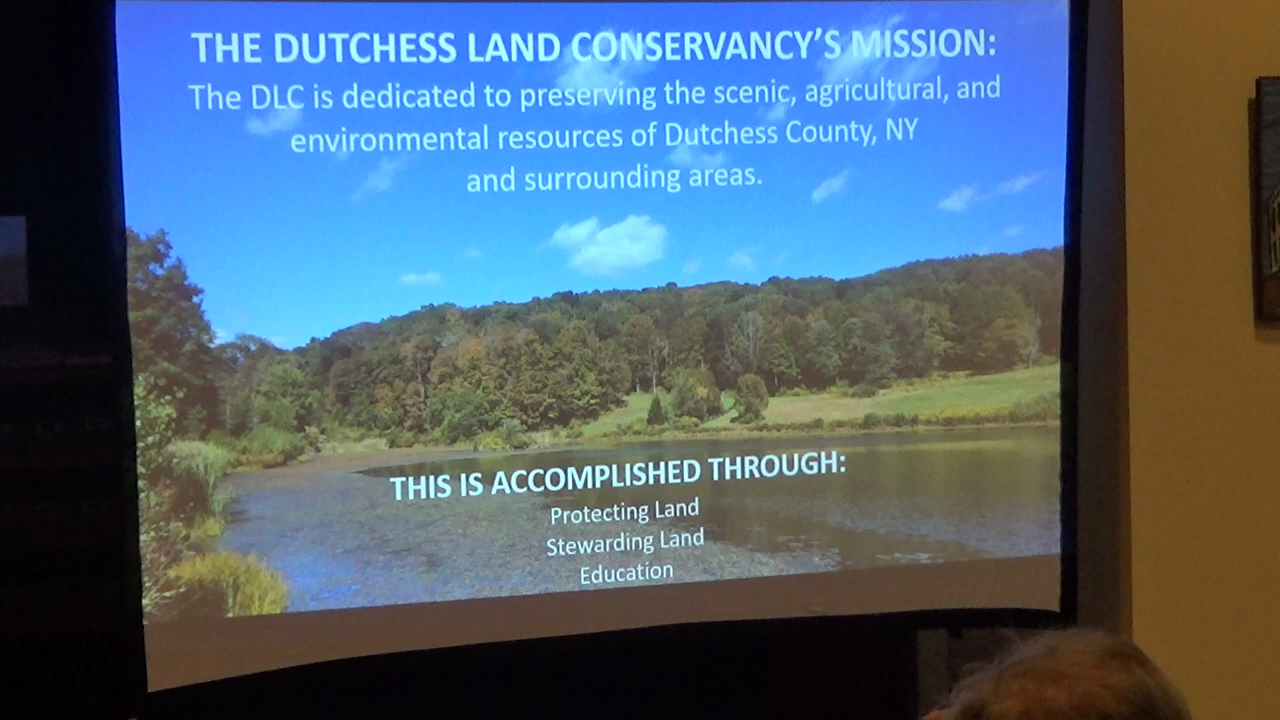 THE DUTCHESS LAND CONSERVANCY'S MISSION:
The DLC is dedicated to preserving the scenic, agricultural, and
environmental resources of Dutchess County, NY
and surrounding areas.
THIS IS ACCOMPLISHED THROUGH:
Protecting Land
Stewarding Land
Education